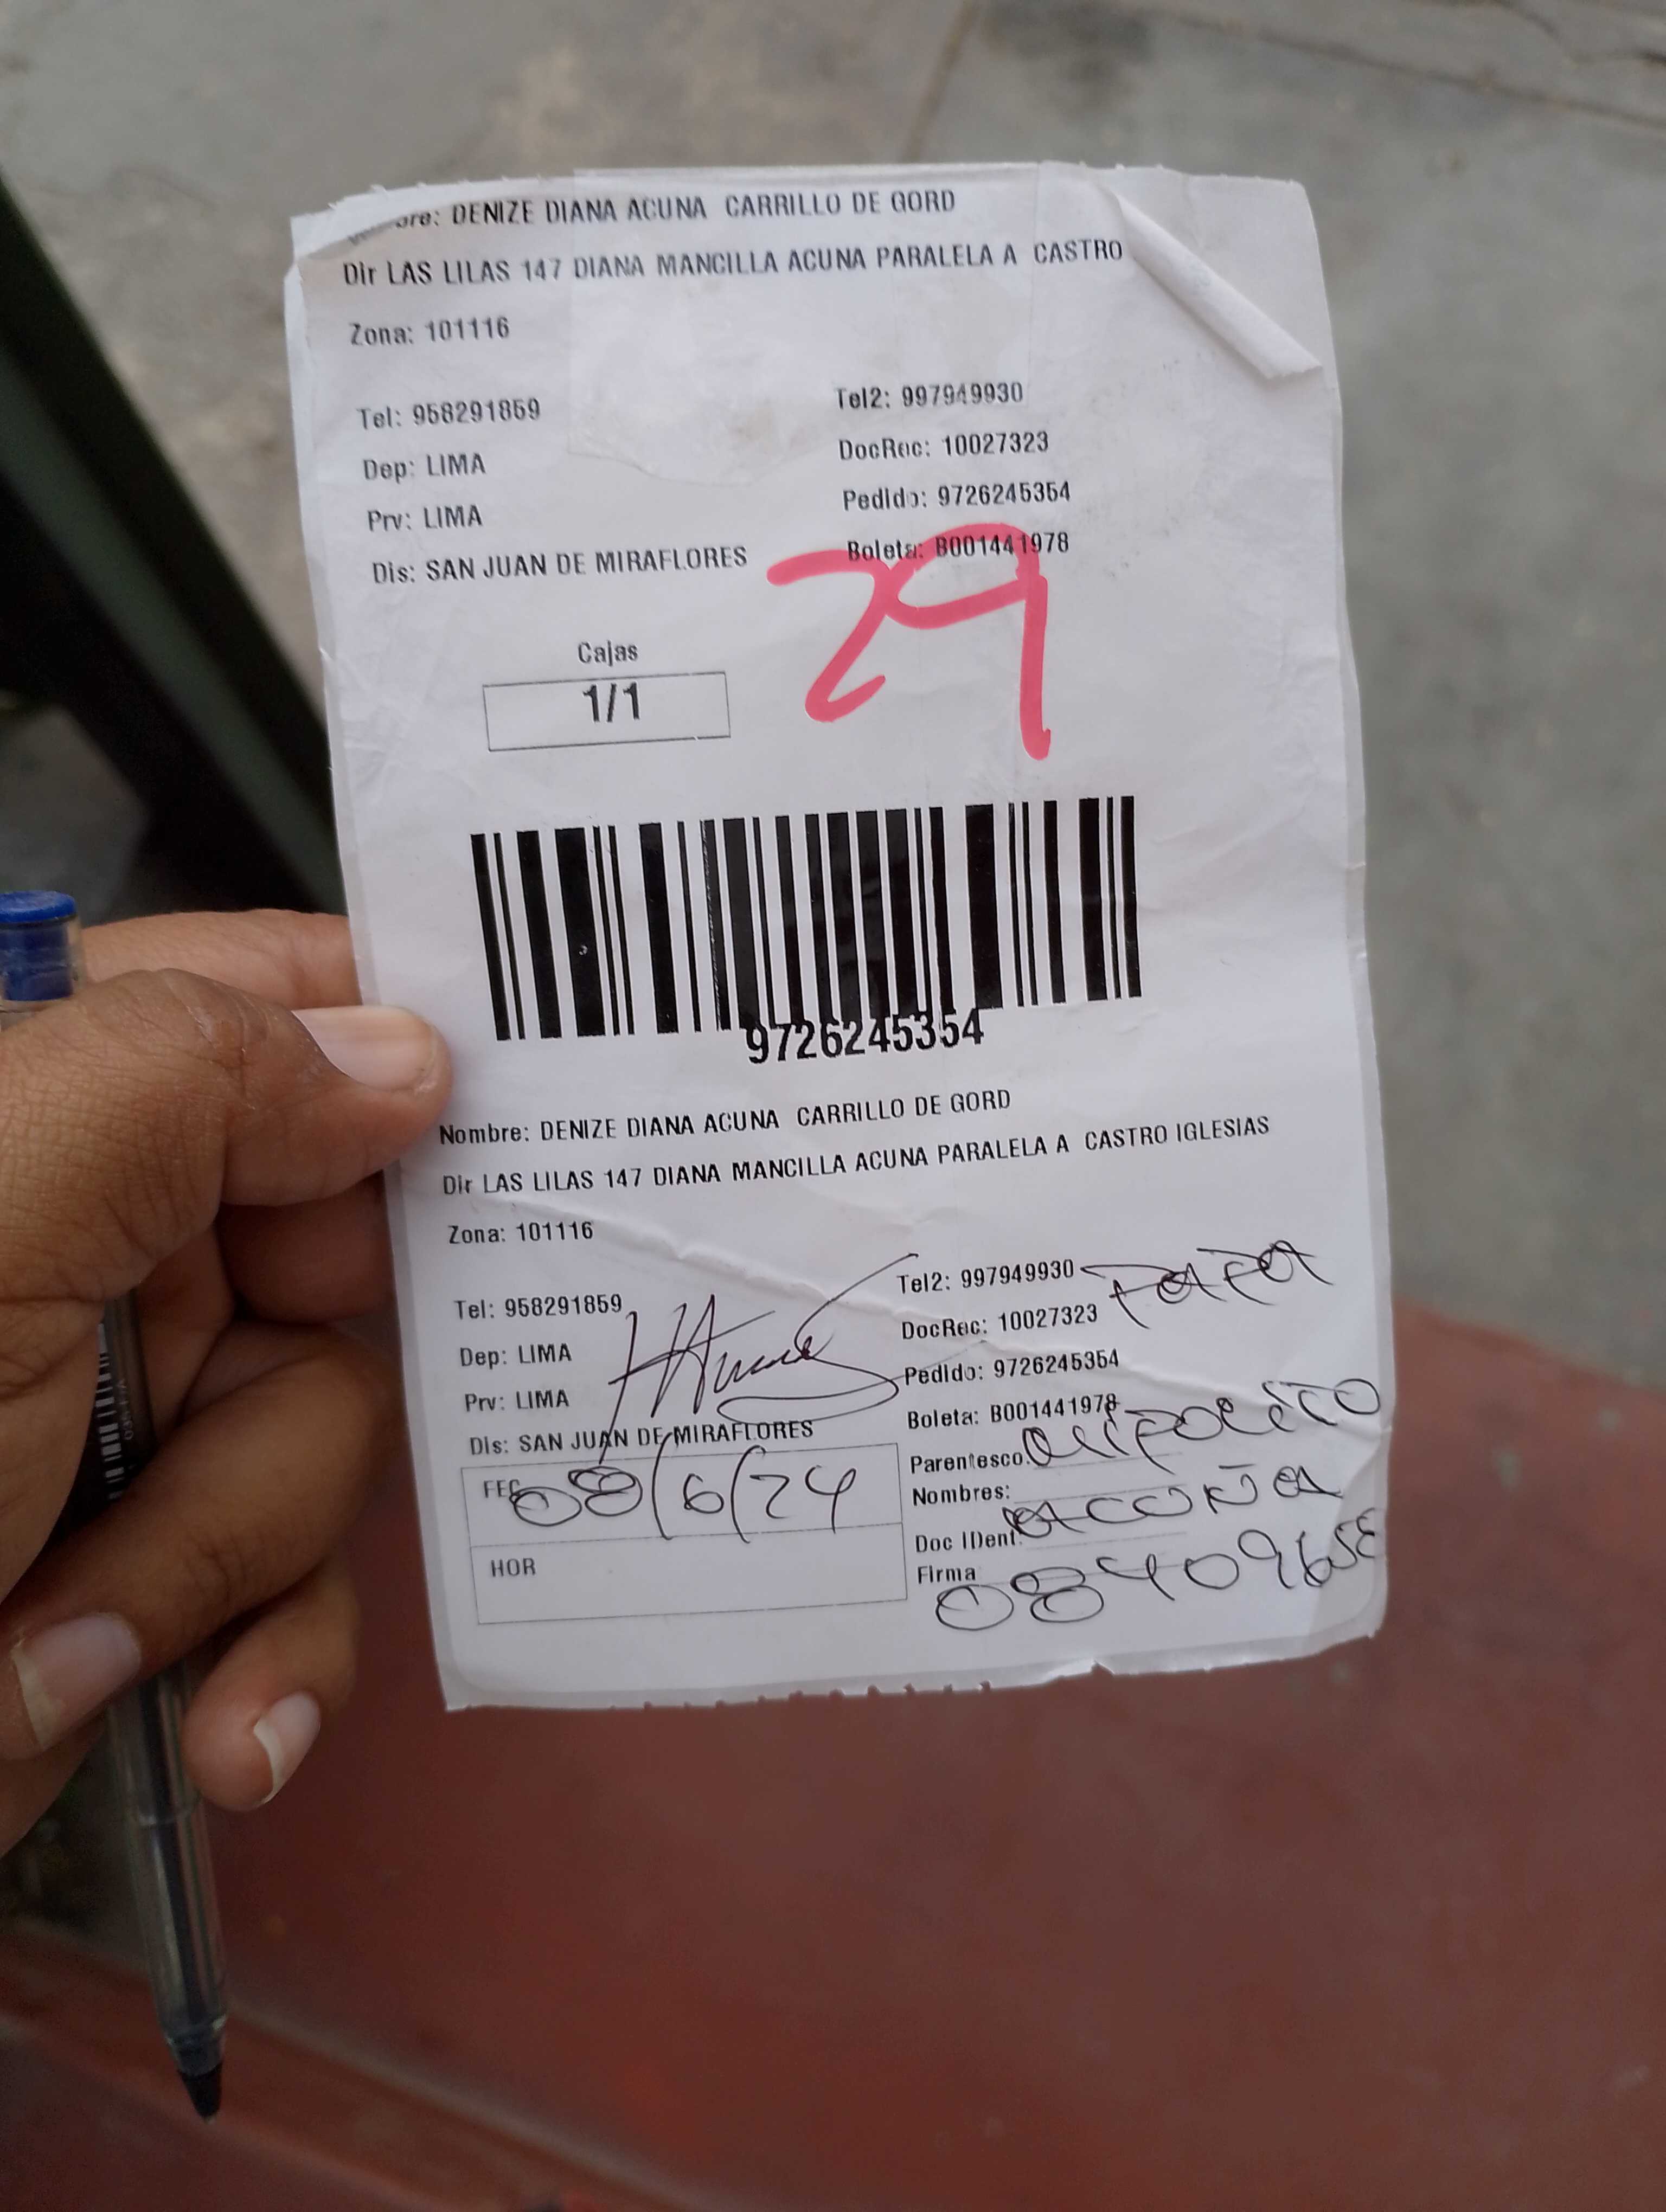 bre: DENIZE DIANA ACUNA CARRILLO DE GORD
Dir LAS LILAS 147 DIANA MANCILLA ACUNA PARALELA A CASTRO
Zona: 101116
Tel: 958291859 Tel2: 997949930
Dep: LIMA DocRec: 10027323
Prv: LIMA Pedido: 9726245354
Dis: SAN JUAN DE MIRAFLORES Boleta: B001441978
29
Cajas
1/1
9726245354
Nombre: DENIZE DIANA ACUNA CARRILLO DE GORD
Dir LAS LILAS 147 DIANA MANCILLA ACUNA PARALELA A CASTRO IGLESIAS
Zona: 101116
Tel: 958291859 Tel2: 997949930
Dep: LIMA DocRec: 10027323 PAPA
Prv: LIMA Pedido: 9726245354
Dis: SAN JUAN DE MIRAFLORES Boleta: B001441978
FEC 08/6/24 Parentesco:
Nombres: ACUÑA
HOR Doc IDent:
Firma